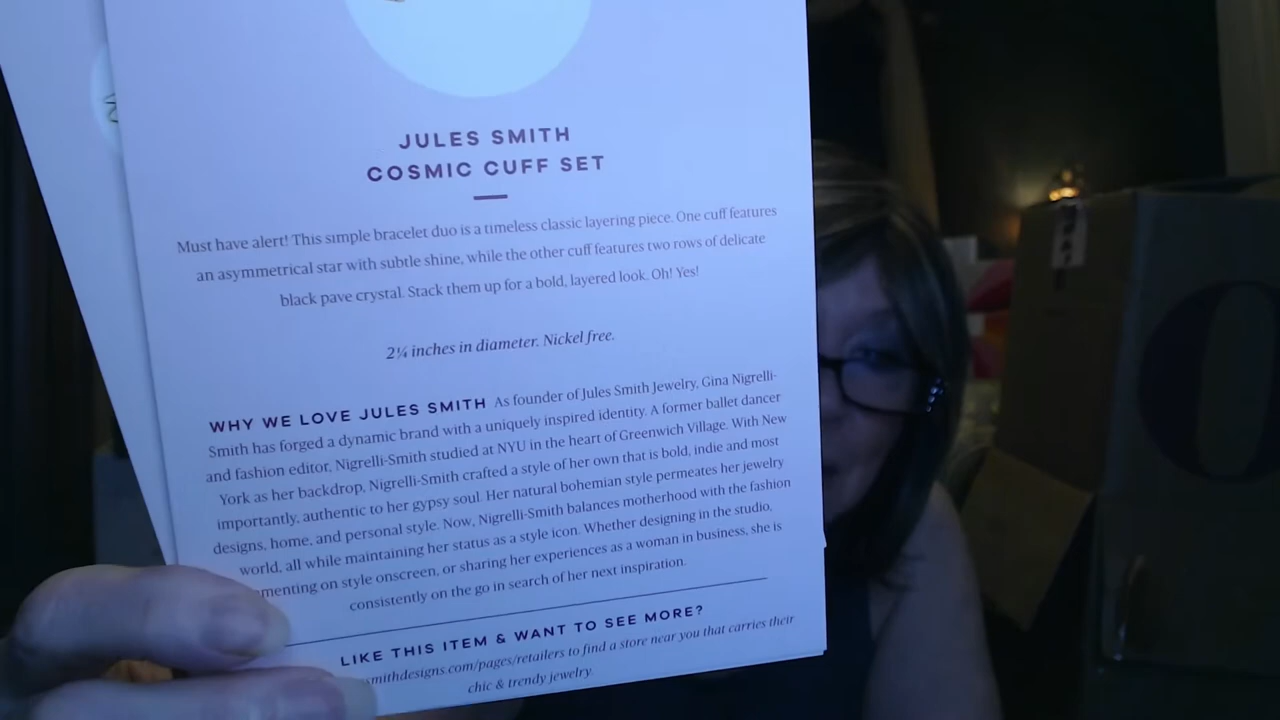 JULES SMITH
COSMIC CUFF SET
Must have alert! This simple bracelet duo is a timeless classic layering piece. One cuff features
an asymmetrical star with subtle shine, while the other cuff features two rows of delicate
black pave crystal. Stack them up for a bold, layered look. Oh! Yes!
2¼ inches in diameter. Nickel free.
WHY WE LOVE JULES SMITH As founder of Jules Smith Jewelry, Gina Nigrelli-
Smith has forged a dynamic brand with a uniquely inspired identity. A former ballet dancer
and fashion editor, Nigrelli-Smith studied at NYU in the heart of Greenwich Village. With New
York as her backdrop, Nigrelli-Smith crafted a style of her own that is bold, indie and most
importantly, authentic to her gypsy soul. Her natural bohemian style permeates her jewelry
designs, home, and personal style. Now, Nigrelli-Smith balances motherhood with the fashion
world, all while maintaining her status as a style icon. Whether designing in the studio,
menting on style onscreen, or sharing her experiences as a woman in business, she is
consistently on the go in search of her next inspiration.
LIKE THIS ITEM & WANT TO SEE MORE?
smithdesigns.com/pages/retailers to find a store near you that carries their
chic & trendy jewelry.
O